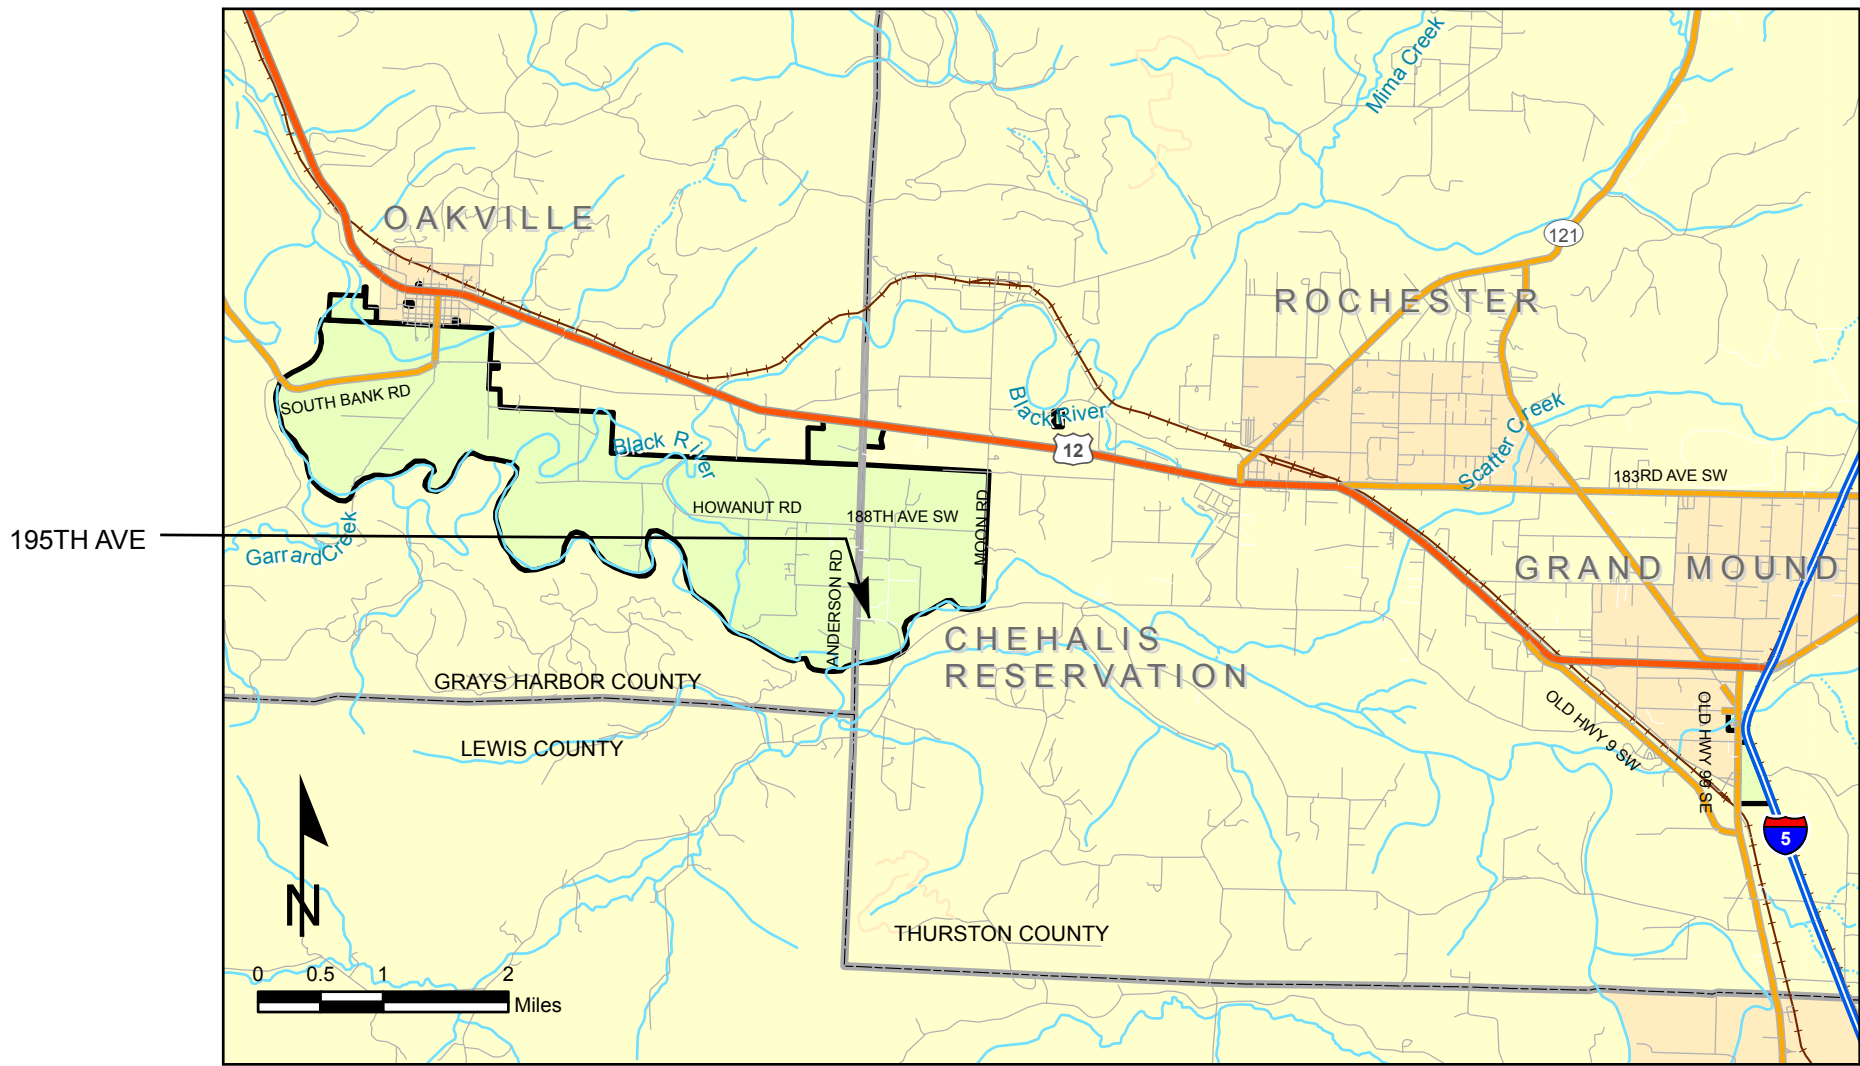 Mima Creek
OAKVILLE
121
ROCHESTER
SOUTH BANK RD
Black River
Black River
12
Scatter Creek
183RD AVE SW
HOWANUT RD
188TH AVE SW
MOON RD
195TH AVE
Garrard Creek
ANDERSON RD
GRAND MOUND
CHEHALIS
RESERVATION
GRAYS HARBOR COUNTY
LEWIS COUNTY
OLD HWY 9 SW
OLD HWY 99 SE
5
N
THURSTON COUNTY
0 0.5 1 2
Miles